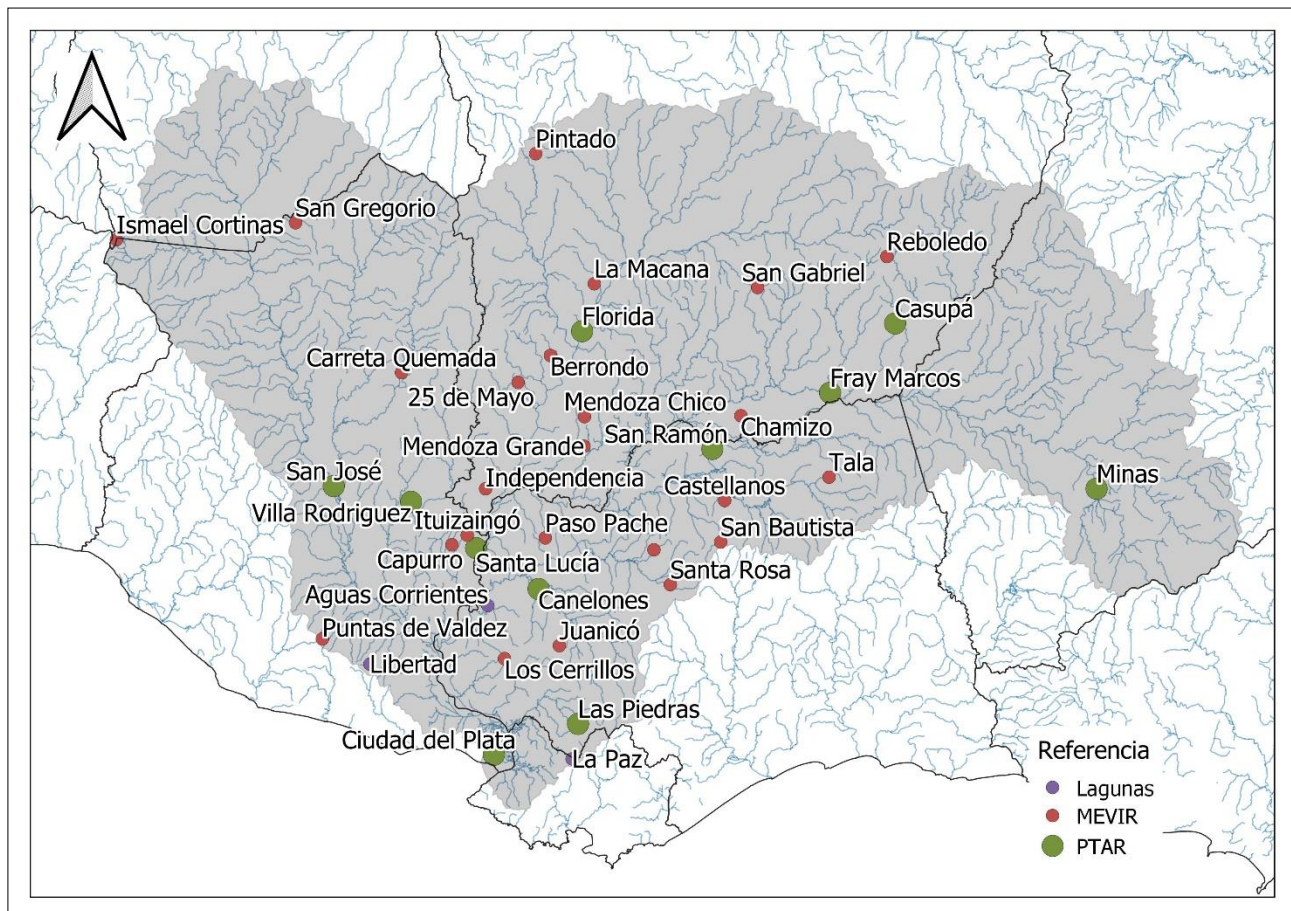 Pintado
San Gregorio
Ismael Cortinas
Reboledo
La Macana
San Gabriel
Casupá
Florida
Carreta Quemada
Berrondo
Fray Marcos
25 de Mayo
Mendoza Chico
Chamizo
San Ramón
Mendoza Grande
Tala
San José
Independencia
Castellanos
Minas
Villa Rodriguez
Ituizaingó
Paso Pache
San Bautista
Capurro
Santa Lucía
Santa Rosa
Aguas Corrientes
Canelones
Puntas de Valdez
Juanicó
Libertad
Los Cerrillos
Las Piedras
Ciudad del Plata
La Paz
Referencia
Lagunas
MEVIR
PTAR